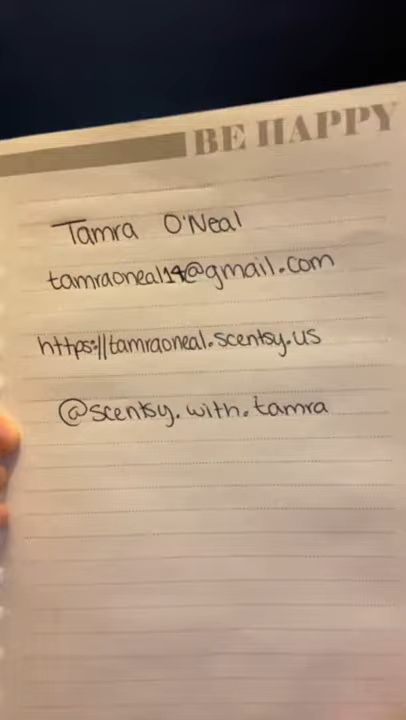 BE HAPPY
Tamra O'Neal
tamraoneal14@gmail.com
https://tamraoneal.scentsy.us
@scentsy.with.tamra